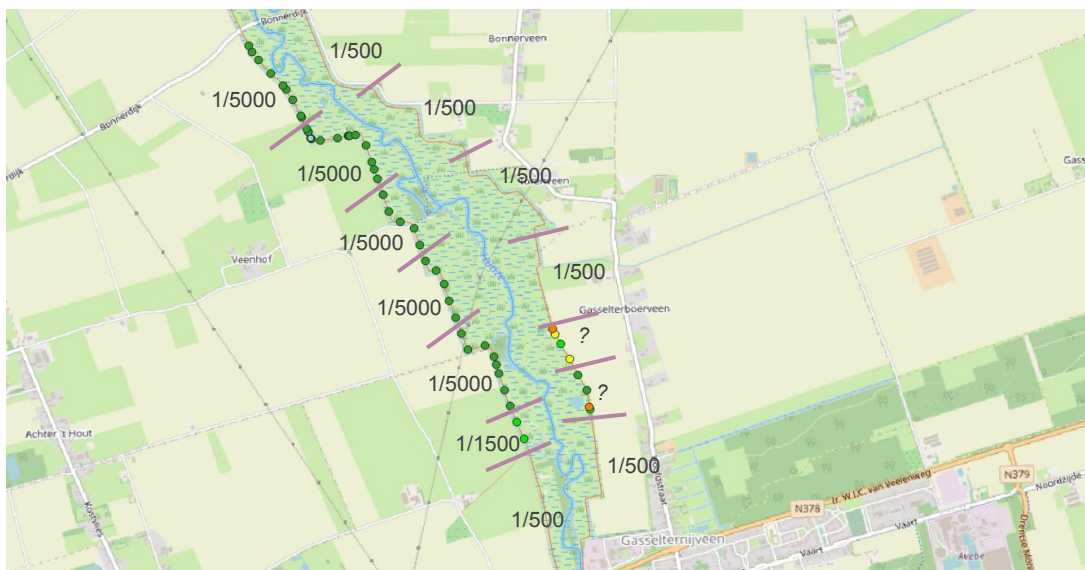 Bonnerdijk
Bonnerveen
1/500
1/5000
1/500
Bonnerdijk
1/5000
1/500
1/5000
Veenhof
1/500
Gasselterboerveen
1/5000
?
1/5000
?
Achter 't Hout
1/1500
1/500
Ir. W.I.C. van Veelenweg
N379
Noordzijde
Kostvlies
N378
Vaart
1/500
Gasselternijveen
Vaart
Avebe